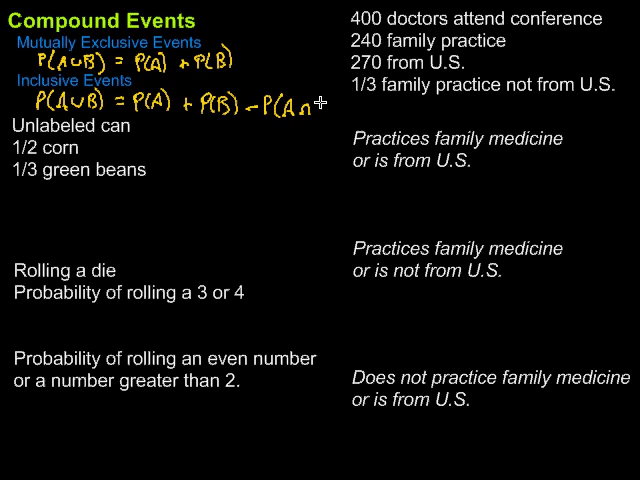 Compound Events
Mutually Exclusive Events
P(A∪B) = P(A) + P(B)
Inclusive Events
P(A∪B) = P(A) + P(B) - P(A∩
Unlabeled can
1/2 corn
1/3 green beans
Rolling a die
Probability of rolling a 3 or 4
Probability of rolling an even number
or a number greater than 2.
400 doctors attend conference
240 family practice
270 from U.S.
1/3 family practice not from U.S.
Practices family medicine
or is from U.S.
Practices family medicine
or is not from U.S.
Does not practice family medicine
or is from U.S.